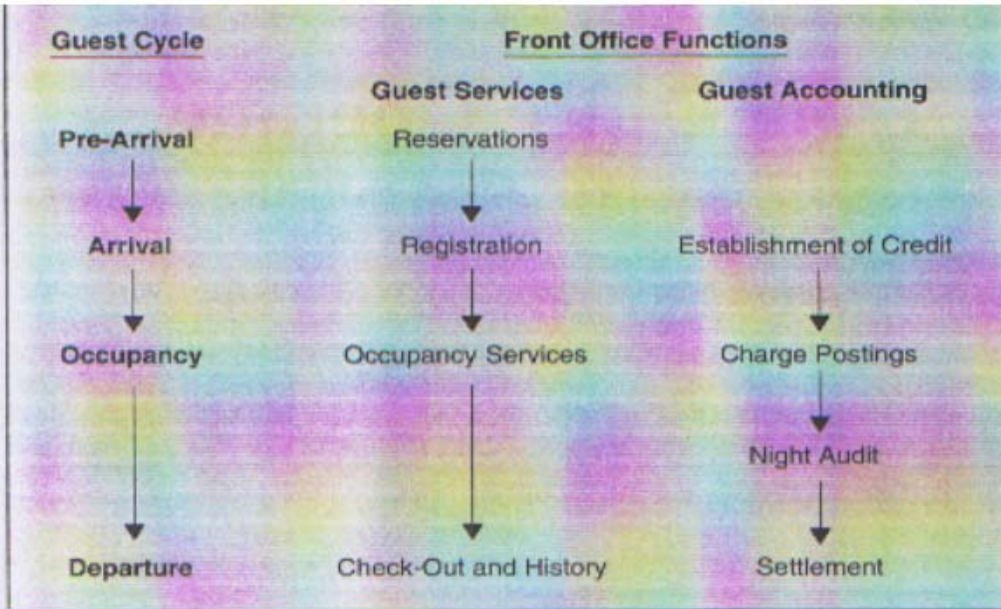 Guest Cycle Front Office Functions
Guest Services Guest Accounting
Pre-Arrival Reservations
Arrival Registration Establishment of Credit
Occupancy Occupancy Services Charge Postings
Night Audit
Departure Check-Out and History Settlement